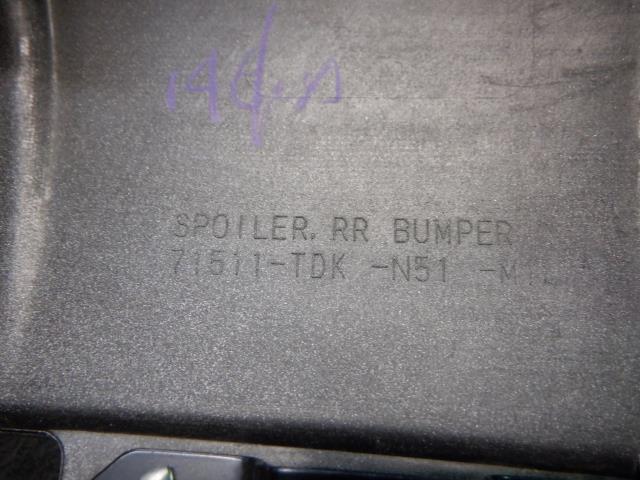 SPOILER, RR BUMPER
71511-TDK -N51